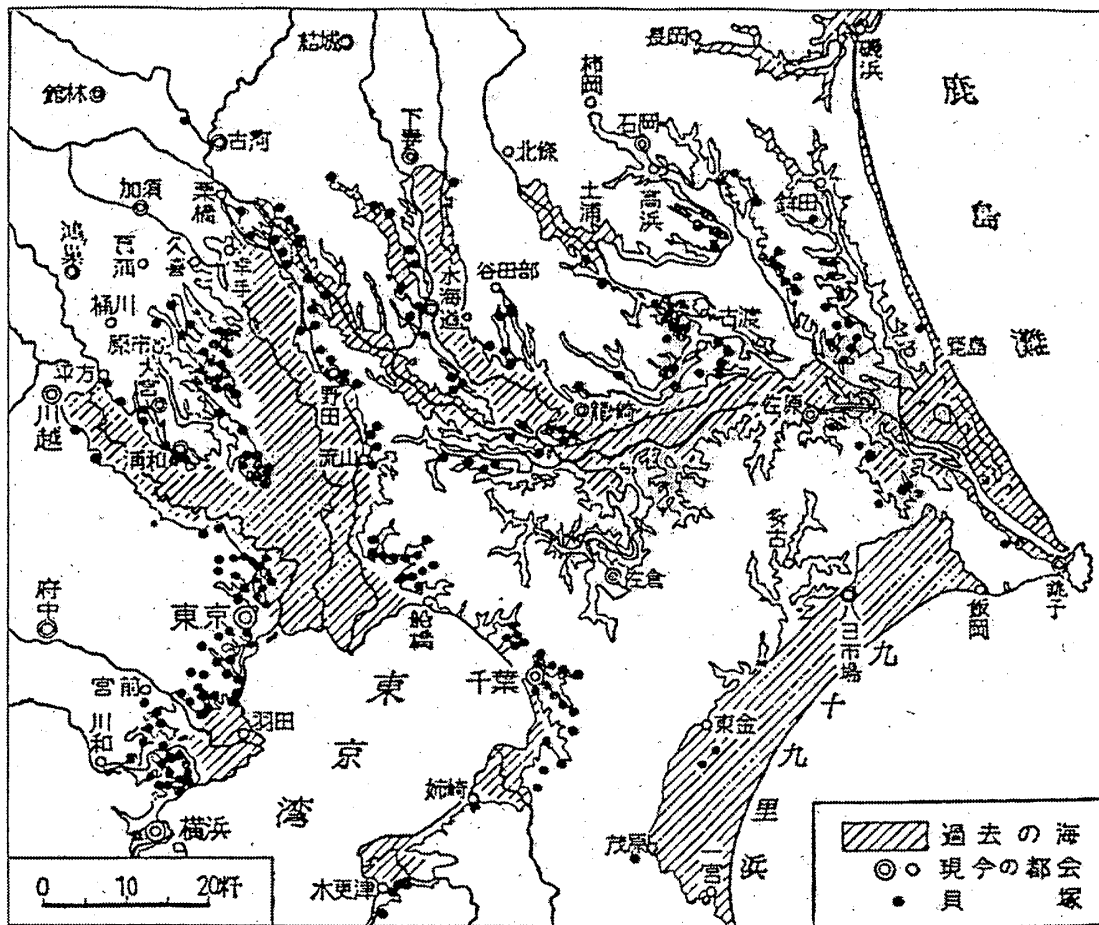 結城
長岡
磯浜
鹿島灘
柿岡
館林
石岡
下妻
古河
北條
加須
栗橋
土浦
高浜
鉾田
鴻巣
久喜
幸手
水海道
谷田部
桶川
古渡
原市
大宮
鹿島
平方
野田
龍崎
佐原
川越
浦和
流山
多古
佐倉
府中
東京
船橋
飯岡
銚子
八日市場
千葉
宮前
東京湾
九十九里浜
羽田
川和
東金
姉崎
横浜
茂原
一宮
木更津
0 10 20粁
過去の海
現今の都会
貝塚